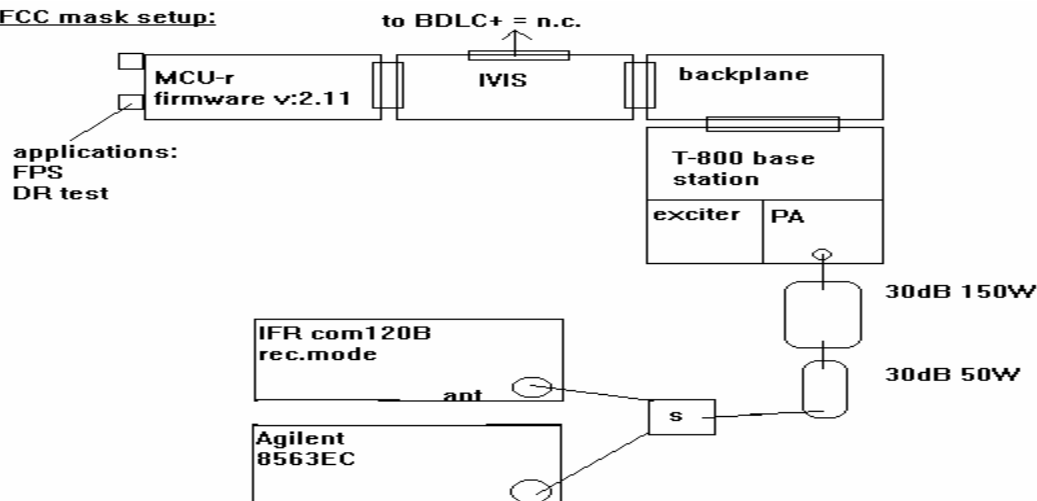 FCC mask setup:
to BDLC+ = n.c.
MCU-r
firmware v:2.11
IVIS
backplane
applications:
FPS
DR test
T-800 base
station
exciter
PA
30dB 150W
30dB 50W
IFR com120B
rec.mode
ant
s
Agilent
8563EC